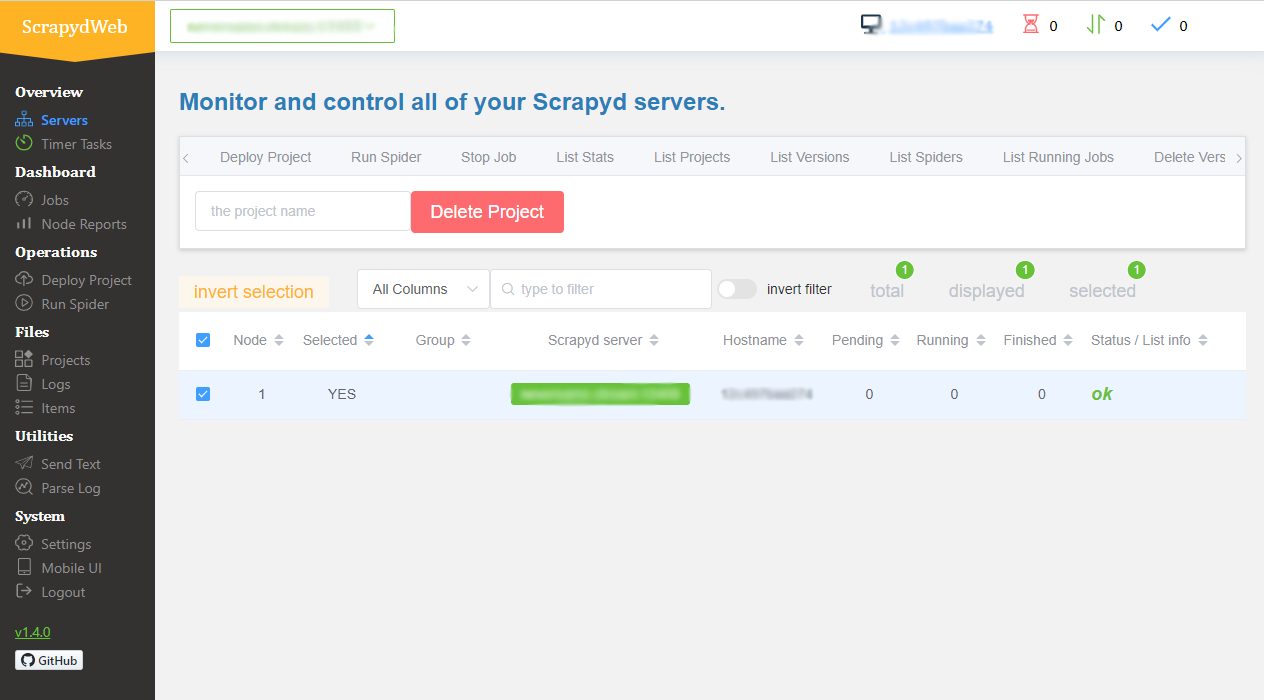 ScrapydWeb
0
0
0
Overview
Servers
Timer Tasks
Dashboard
Jobs
Node Reports
Operations
Deploy Project
Run Spider
Files
Projects
Logs
Items
Utilities
Send Text
Parse Log
System
Settings
Mobile UI
Logout
v1.4.0
GitHub
Monitor and control all of your Scrapyd servers.
Deploy Project Run Spider Stop Job List Stats List Projects List Versions List Spiders List Running Jobs Delete Vers
the project name Delete Project
invert selection All Columns type to filter invert filter
1 total
1 displayed
1 selected
Node Selected Group Scrapyd server Hostname Pending Running Finished Status / List info
1 YES 0 0 0 ok